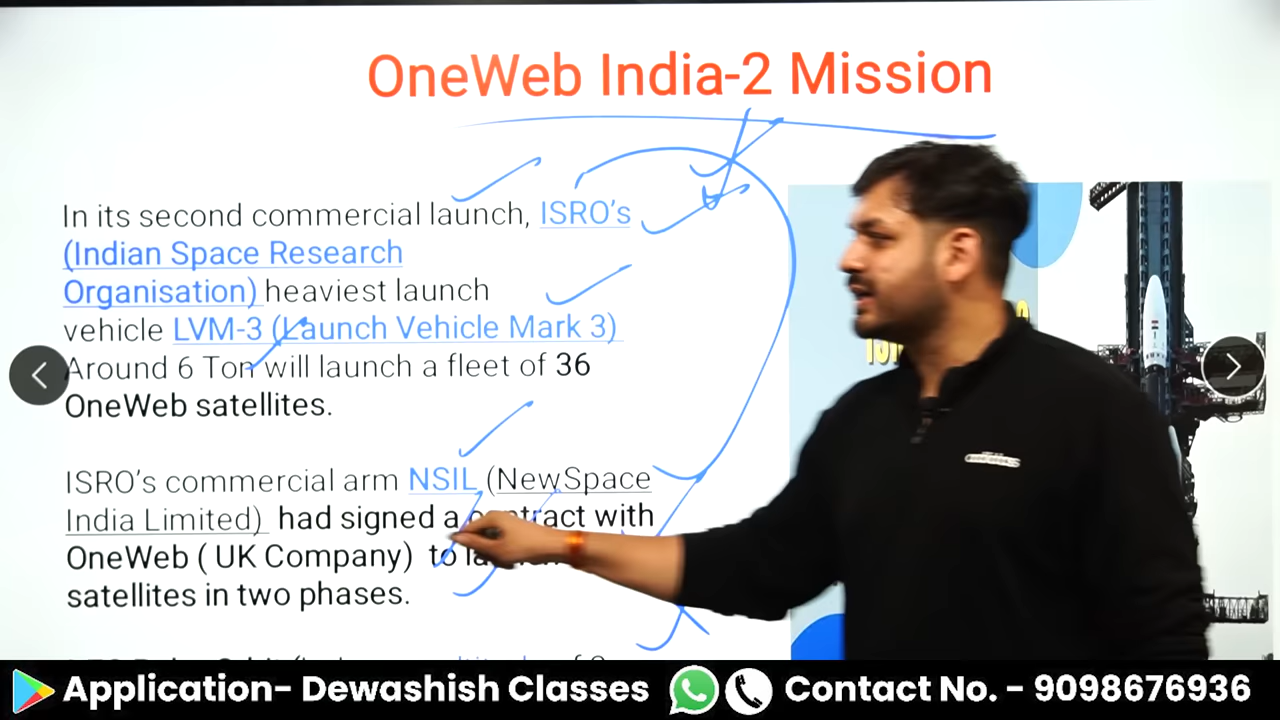 OneWeb India-2 Mission
In its second commercial launch, ISRO's
(Indian Space Research
Organisation) heaviest launch
vehicle LVM-3 (Launch Vehicle Mark 3)
Around 6 Ton will launch a fleet of 36
OneWeb satellites.
ISRO's commercial arm NSIL (NewSpace
India Limited) had signed a contract with
OneWeb ( UK Company) to
satellites in two phases.
Application- Dewashish Classes
Contact No. - 9098676936